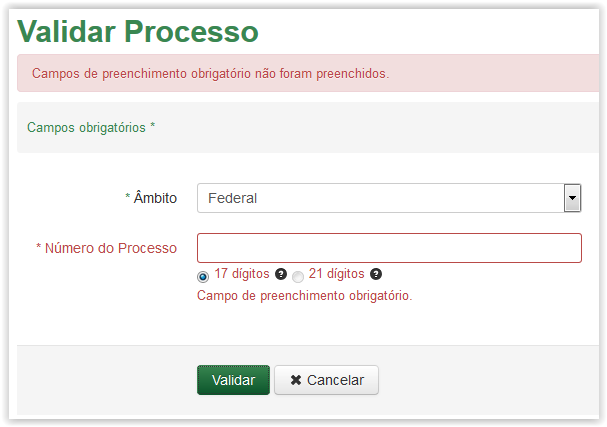 Validar Processo
Campos de preenchimento obrigatório não foram preenchidos.
Campos obrigatórios *
* Âmbito Federal
* Número do Processo
17 dígitos ? 21 dígitos ?
Campo de preenchimento obrigatório.
Validar ✖ Cancelar